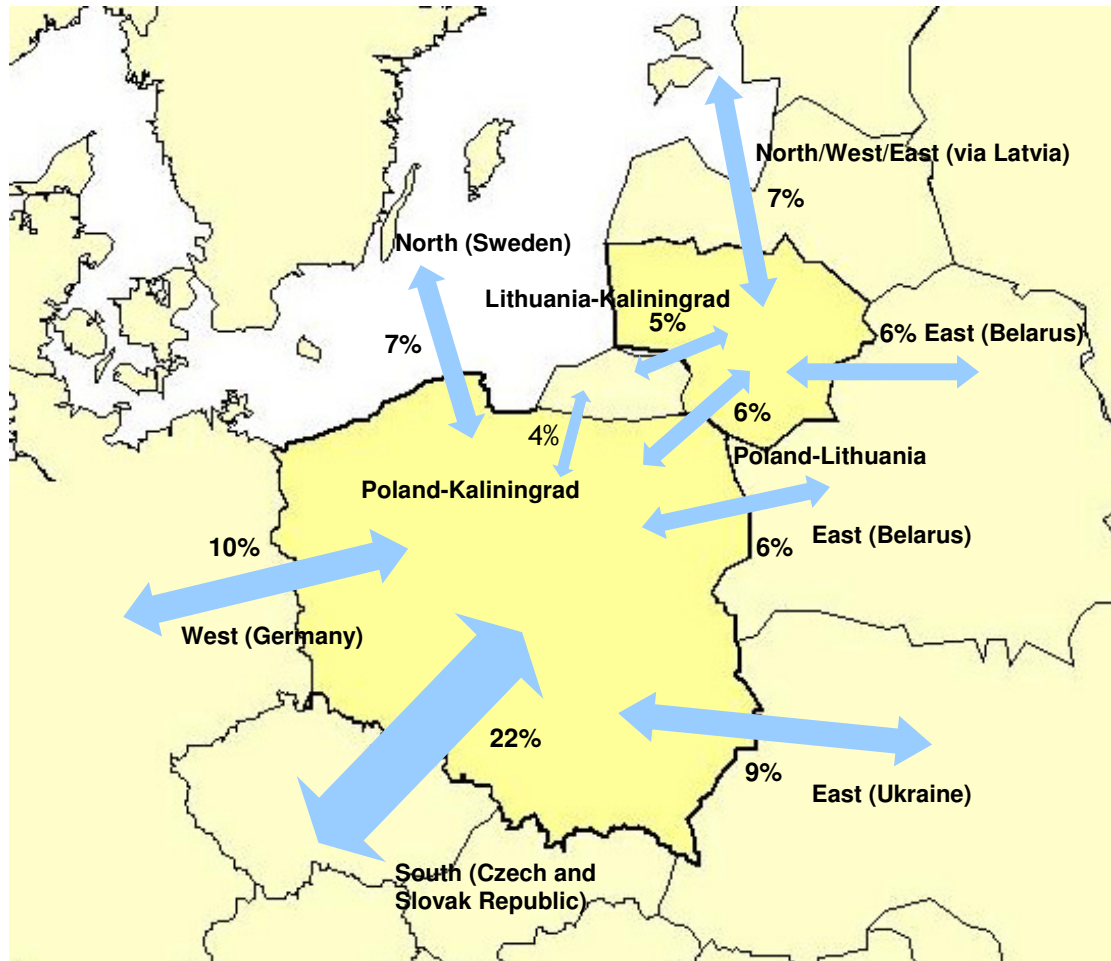 North/West/East (via Latvia)
7%
North (Sweden)
7%
Lithuania-Kaliningrad
5%
6% East (Belarus)
6%
4%
Poland-Lithuania
Poland-Kaliningrad
East (Belarus)
6%
10%
West (Germany)
22%
9%
East (Ukraine)
South (Czech and
Slovak Republic)